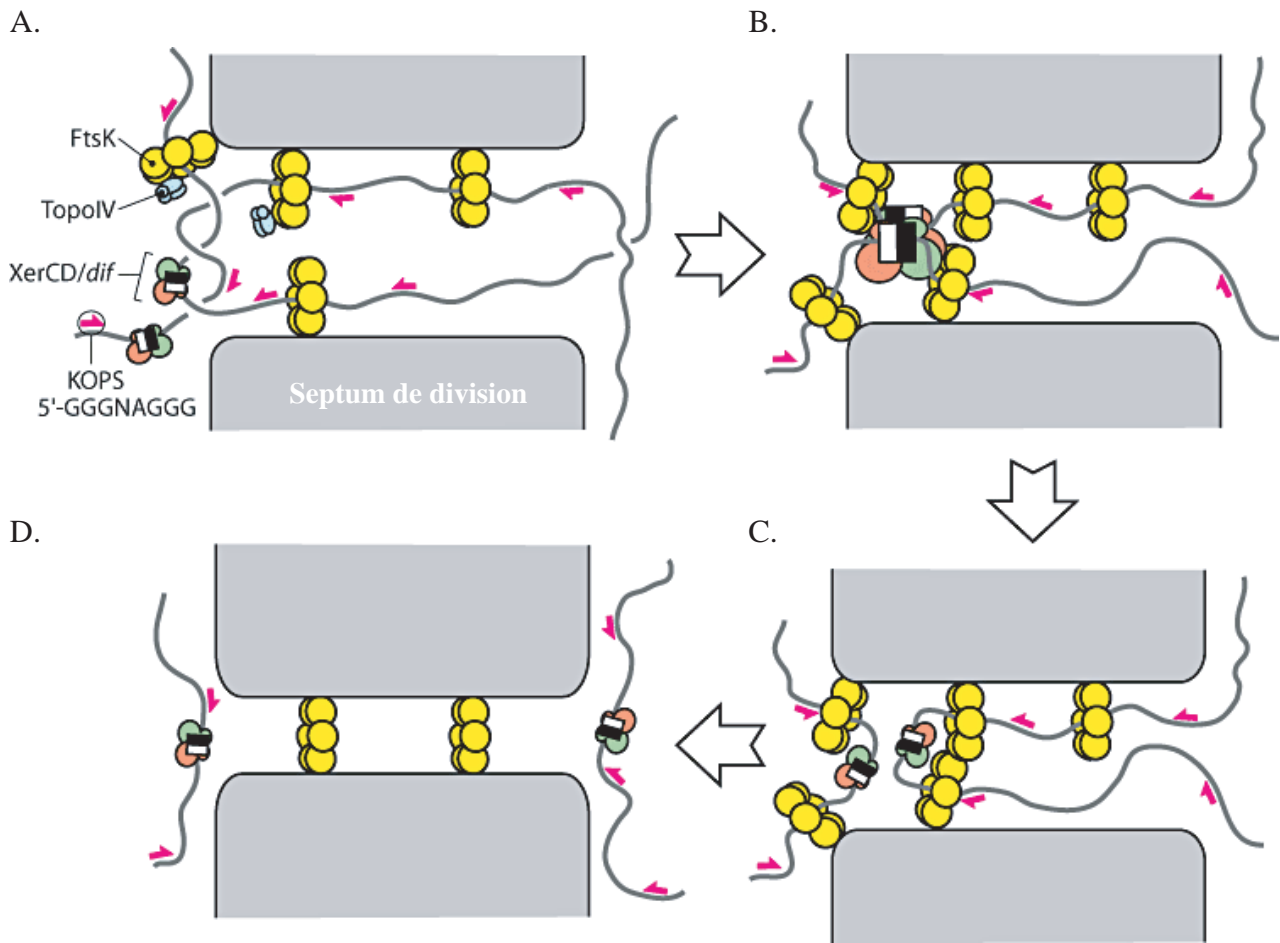 A.
B.
FtsK
TopoIV
XerCD/dif
KOPS
5'-GGGNAGGG
Septum de division
D.
C.